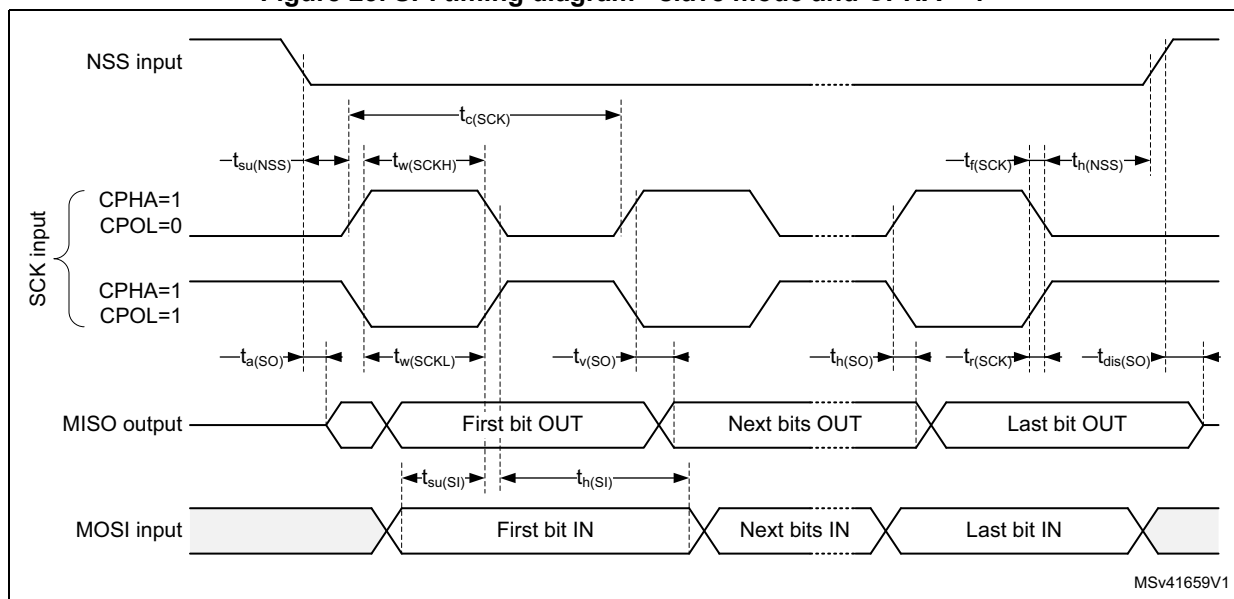 Figure SPI timing diagram - slave mode and CPHA = 1
NSS input
tc(SCK)
tsu(NSS)
tw(SCKH)
tf(SCK)
th(NSS)
SCK input
CPHA=1
CPOL=0
CPHA=1
CPOL=1
ta(SO)
tw(SCKL)
tv(SO)
th(SO)
tr(SCK)
tdis(SO)
MISO output
First bit OUT
Next bits OUT
Last bit OUT
tsu(SI)
th(SI)
MOSI input
First bit IN
Next bits IN
Last bit IN
MSv41659V1